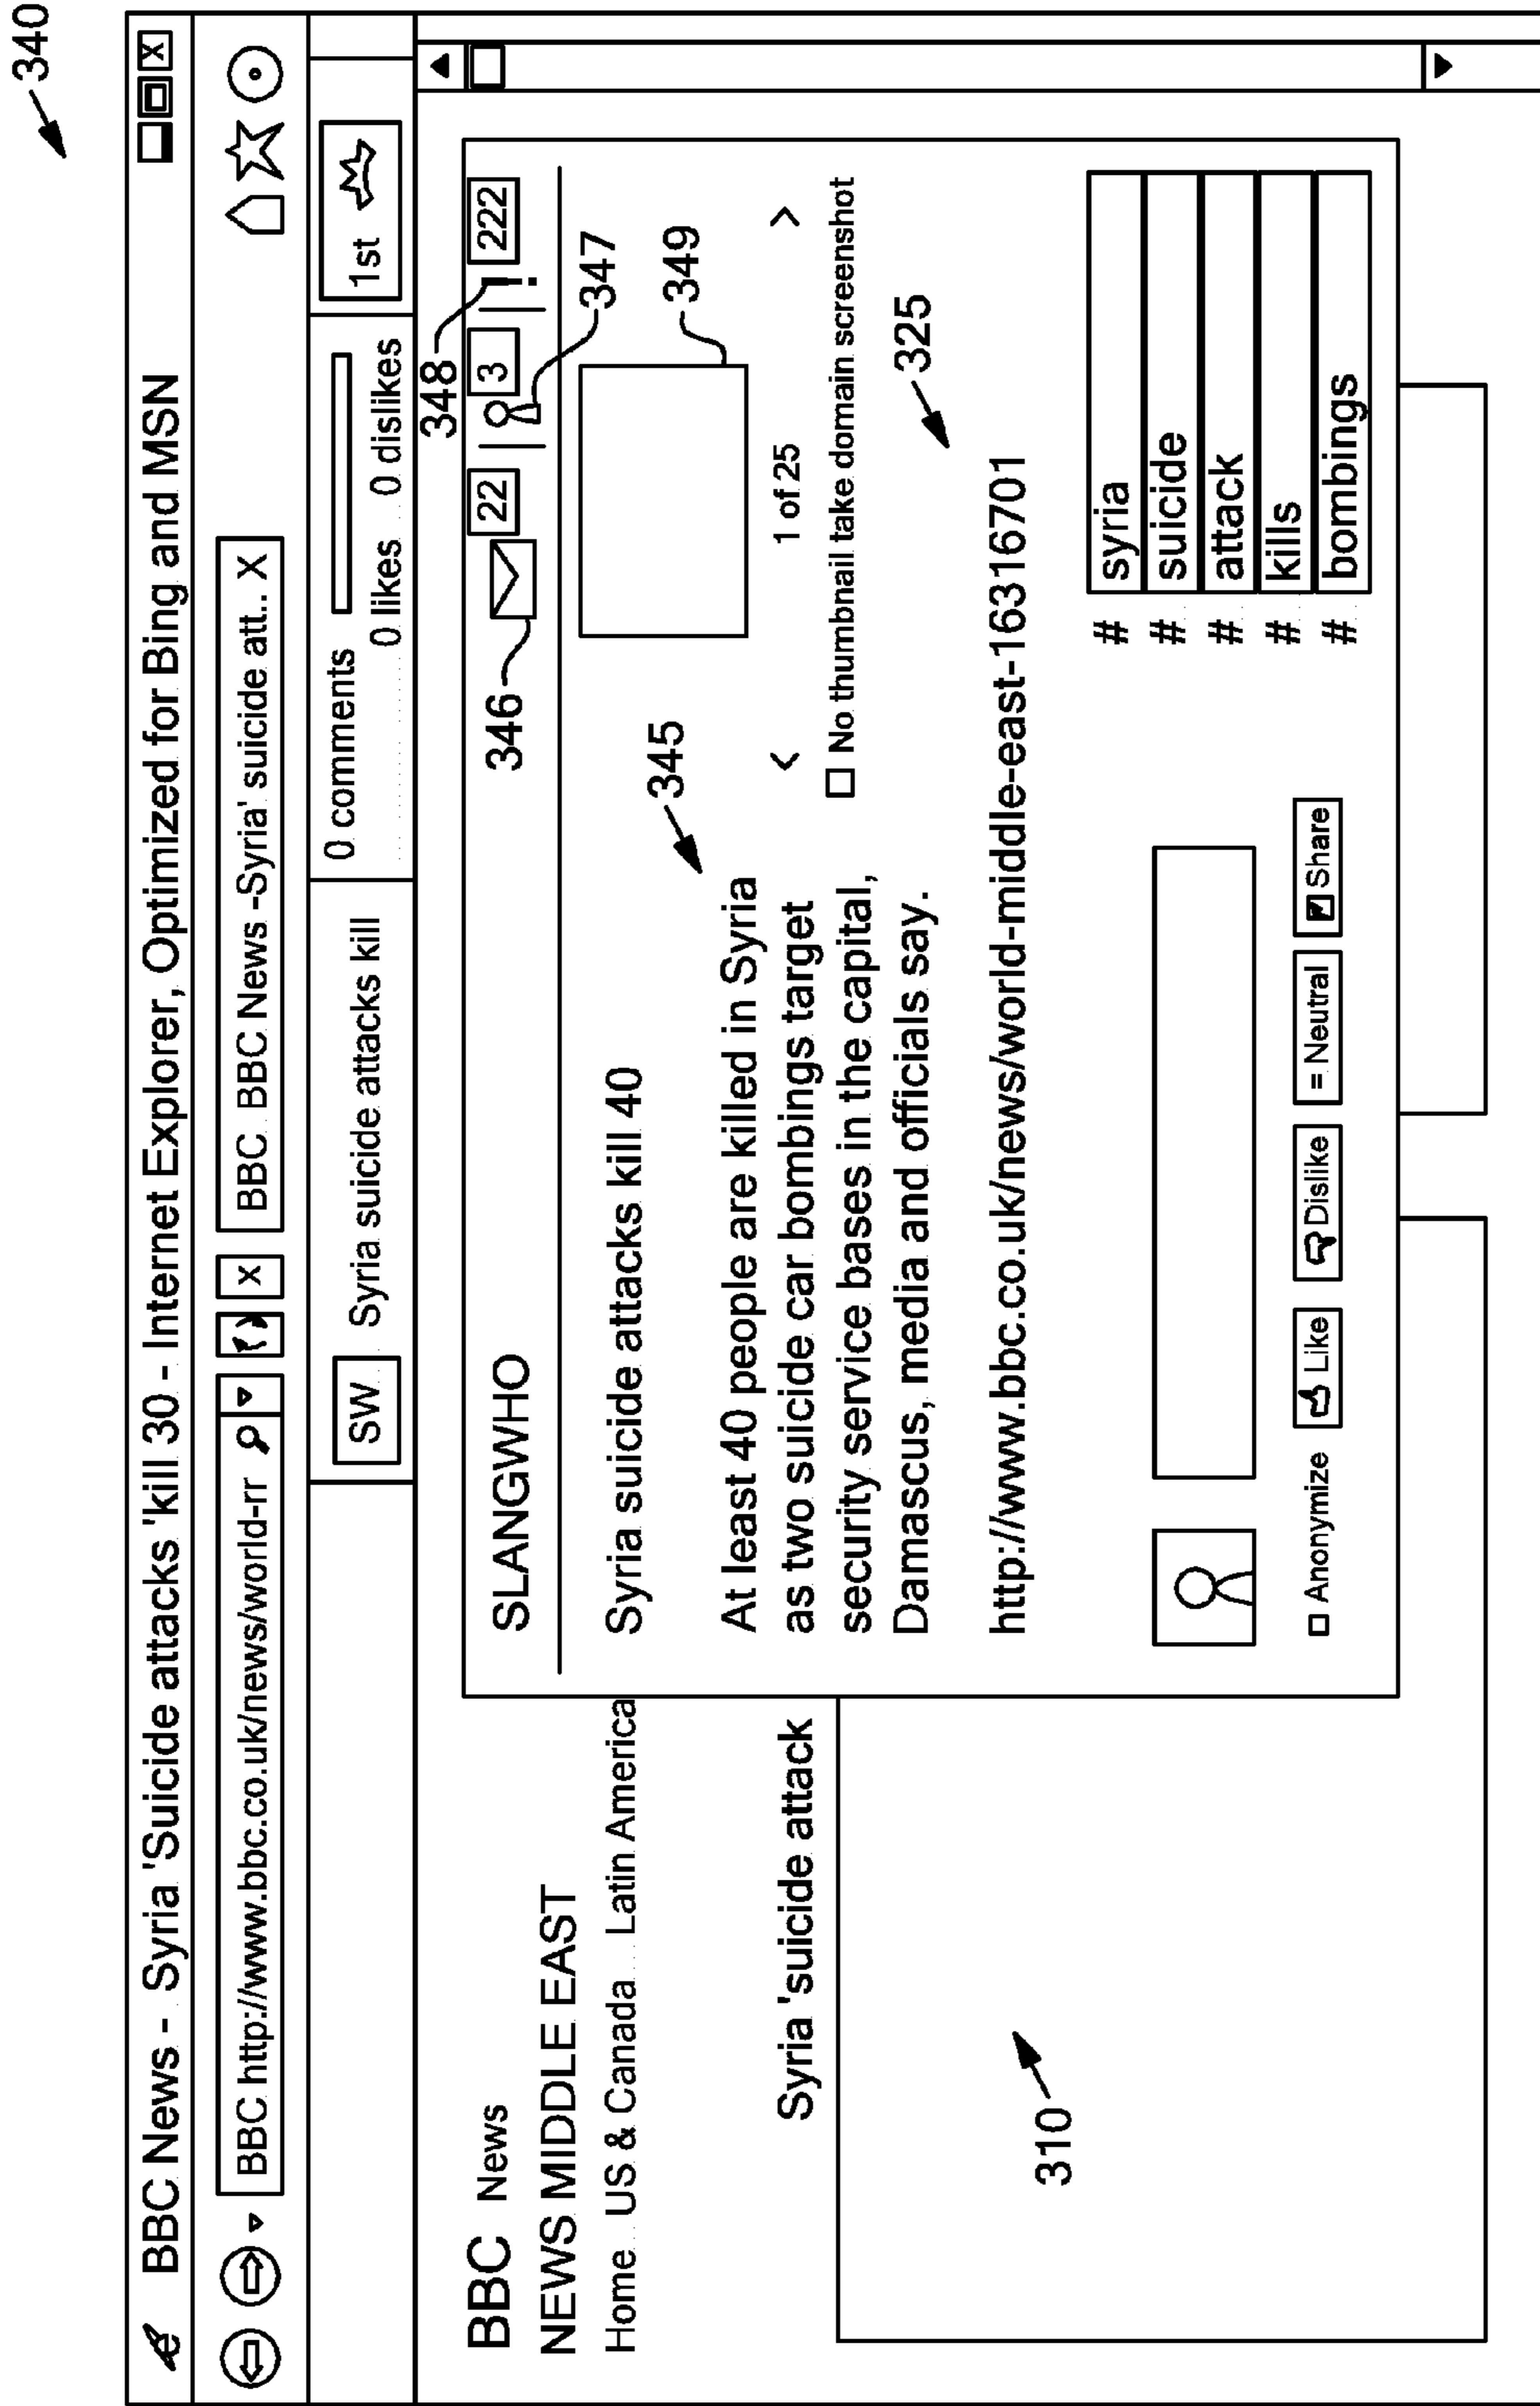 340
BBC News - Syria 'Suicide attacks 'kill 30 - Internet Explorer, Optimized for Bing and MSN
X
BBC http://www.bbc.co.uk/news/world-rr
X
BBC BBC News -Syria' suicide att.. X
SW
Syria suicide attacks kill
0 comments
0 likes 0 dislikes
1st
BBC News
NEWS MIDDLE EAST
Home US & Canada Latin America
Syria 'suicide attack
310
SLANGWHO
346
22
348
3
222
347
349
Syria suicide attacks kill 40
345
At least 40 people are killed in Syria
as two suicide car bombings target
security service bases in the capital,
Damascus, media and officials say.
< 1 of 25 >
No thumbnail take domain screenshot
325
http://www.bbc.co.uk/news/world-middle-east-16316701
# syria
# suicide
# attack
# kills
# bombings
Anonymize
Like
Dislike
= Neutral
Share